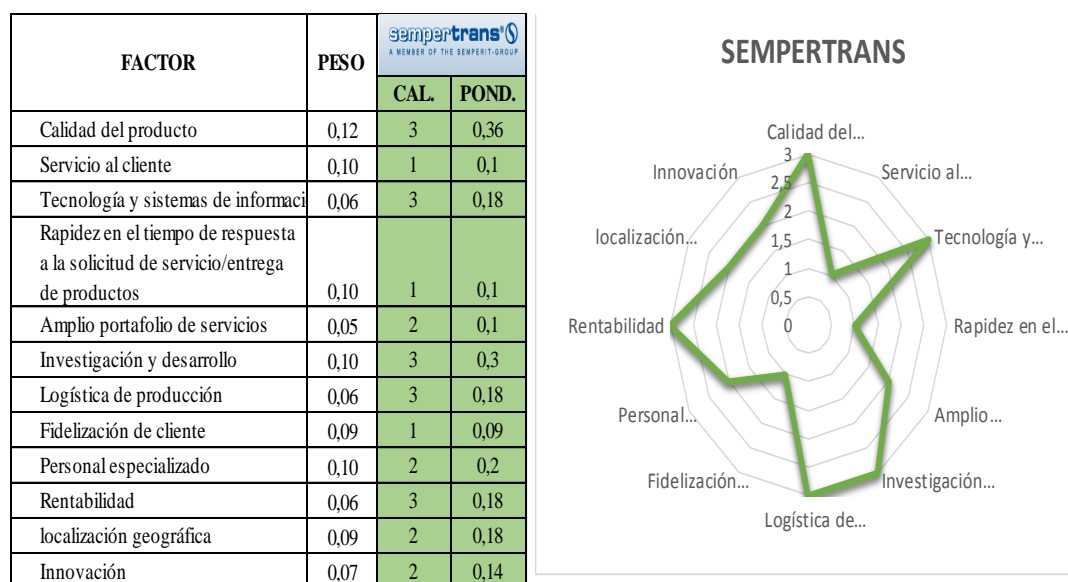 FACTOR PESO sempertrans
A MEMBER OF THE SEMPERIT-GROUP
CAL. POND.
Calidad del producto 0,12 3 0,36
Servicio al cliente 0,10 1 0,1
Tecnología y sistemas de informaci 0,06 3 0,18
Rapidez en el tiempo de respuesta
a la solicitud de servicio/entrega
de productos 0,10 1 0,1
Amplio portafolio de servicios 0,05 2 0,1
Investigación y desarrollo 0,10 3 0,3
Logística de producción 0,06 3 0,18
Fidelización de cliente 0,09 1 0,09
Personal especializado 0,10 2 0,2
Rentabilidad 0,06 3 0,18
localización geográfica 0,09 2 0,18
Innovación 0,07 2 0,14
SEMPERTRANS
Calidad del...
Servicio al...
Tecnología y...
Rapidez en el...
Amplio...
Investigación...
Logística de...
Fidelización...
Personal...
Rentabilidad
localización...
Innovación
3
2,5
2
1,5
1
0,5
0